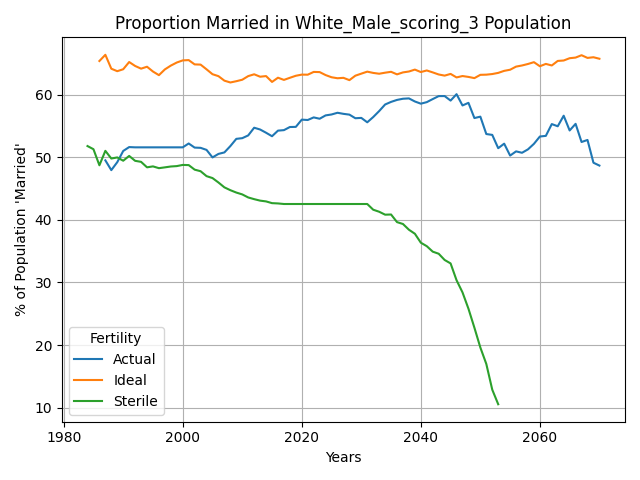 Proportion Married in White_Male_scoring_3 Population
% of Population 'Married'
60
50
40
30
20
10
Fertility
Actual
Ideal
Sterile
1980 2000 2020 2040 2060
Years